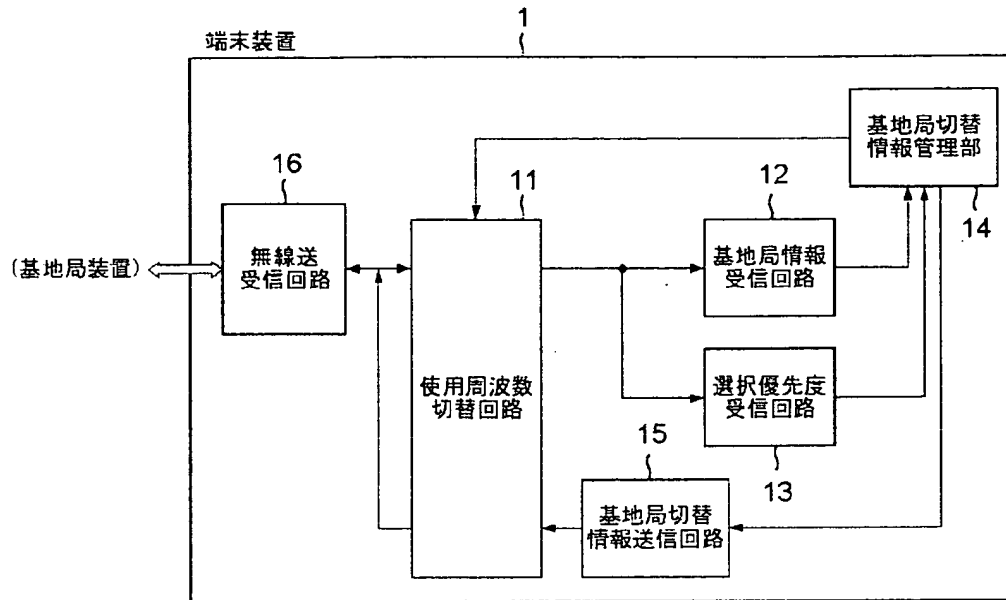 1
端末装置
基地局切替
情報管理部
14
16
無線送
受信回路
(基地局装置)
11
使用周波数
切替回路
12
基地局情報
受信回路
選択優先度
受信回路
13
15
基地局切替
情報送信回路